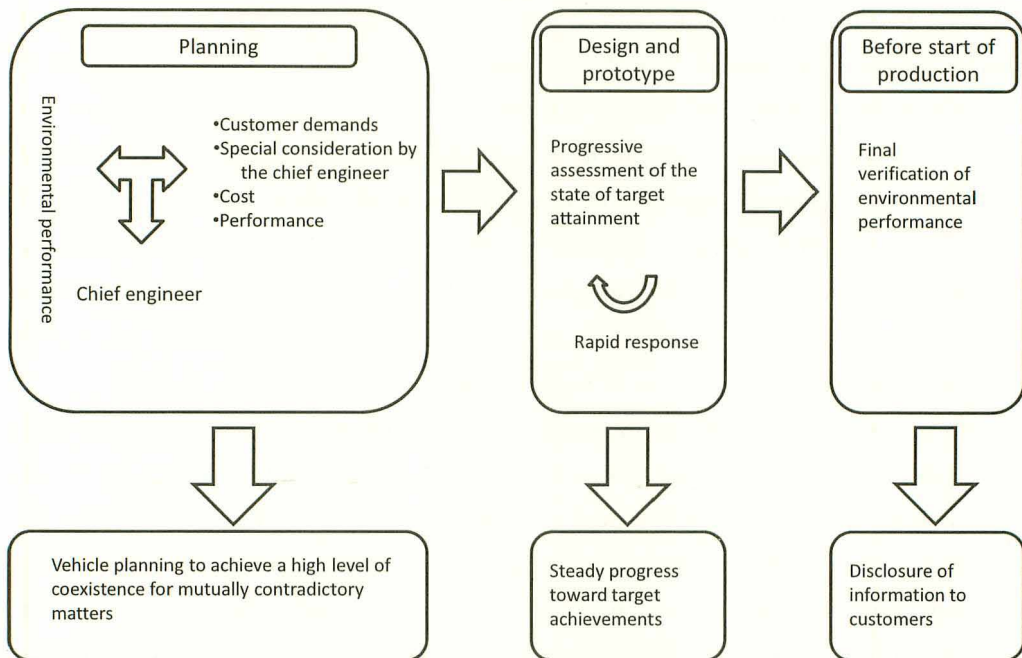 Planning
Environmental performance
•Customer demands
•Special consideration by
the chief engineer
•Cost
•Performance
Chief engineer
Design and
prototype
Progressive
assessment of the
state of target
attainment
Rapid response
Before start of
production
Final
verification of
environmental
performance
Vehicle planning to achieve a high level of
coexistence for mutually contradictory
matters
Steady progress
toward target
achievements
Disclosure of
information to
customers